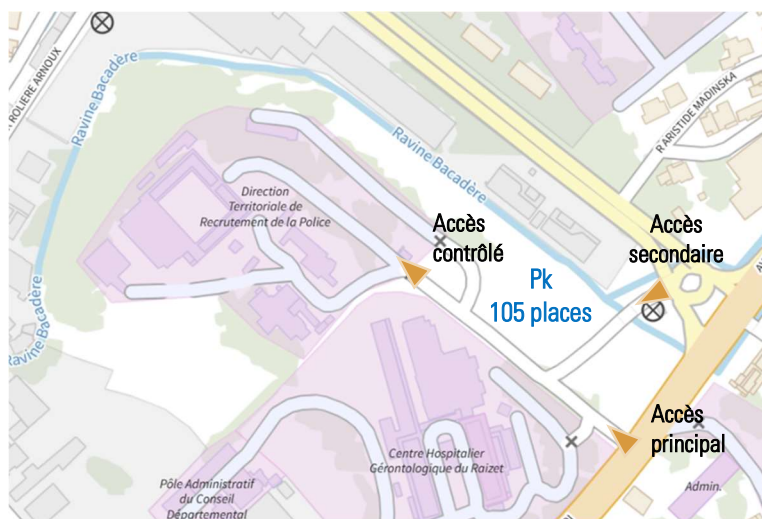 R ROLIERE ARNOUX
Ravine Bacadère
Ravine Bacadère
R ARISTIDE MADINSKA
Direction
Territoriale de
Recrutement de la Police
Accès
contrôlé
Accès
secondaire
Pk
105 places
Ravine Bacadère
Accès
principal
Centre Hospitalier
Gérontologique du Raizet
Pôle Administratif
du Conseil
Départemental
Admin.